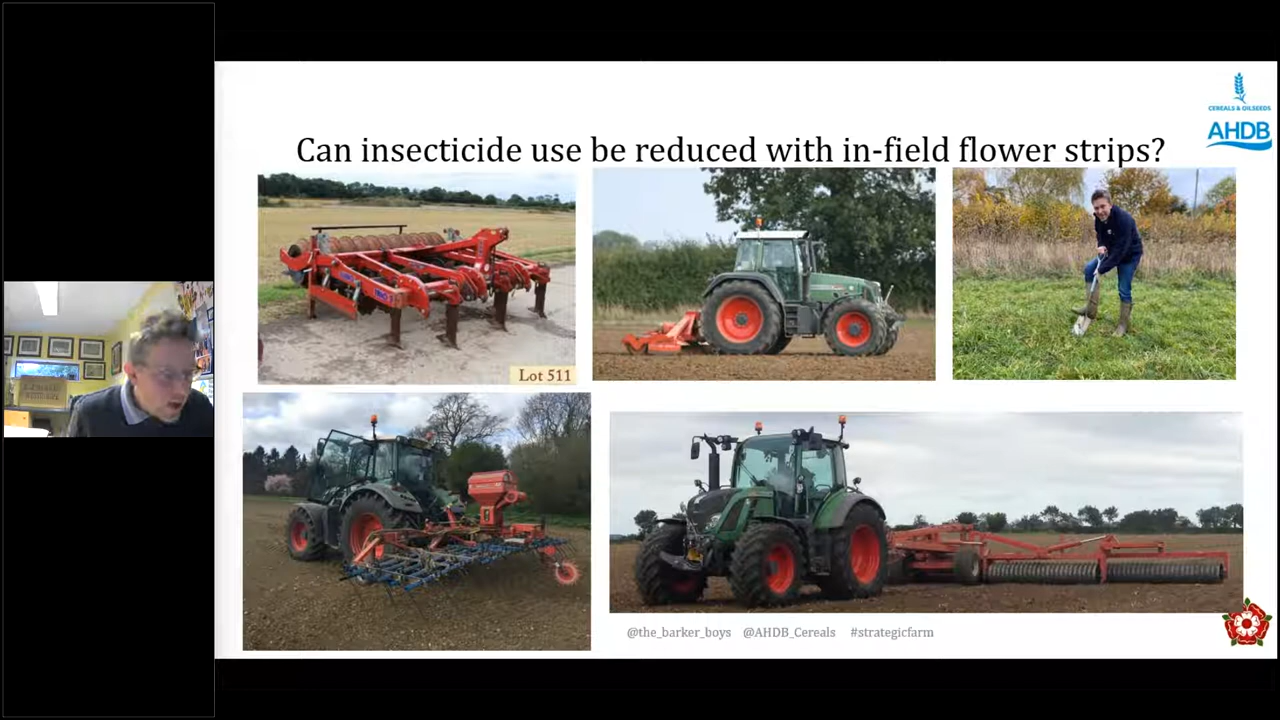 CEREALS & OILSEEDS
AHDB
Can insecticide use be reduced with in-field flower strips?
Lot 511
@the_barker_boys @AHDB_Cereals #strategicfarm